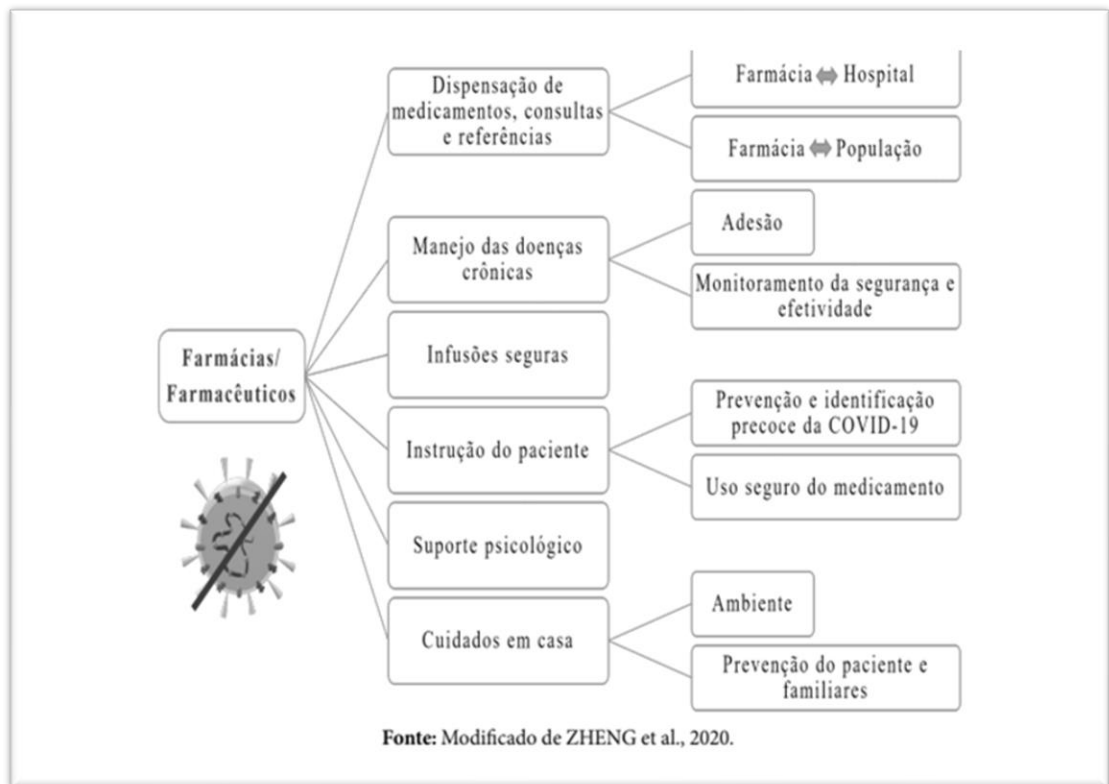 Farmácias/
Farmacêuticos
Dispensação de
medicamentos, consultas
e referências
Farmácia ⇔ Hospital
Farmácia ⇔ População
Manejo das doenças
crônicas
Adesão
Monitoramento da segurança e
efetividade
Infusões seguras
Instrução do paciente
Prevenção e identificação
precoce da COVID-19
Uso seguro do medicamento
Suporte psicológico
Cuidados em casa
Ambiente
Prevenção do paciente e
familiares
Fonte: Modificado de ZHENG et al., 2020.